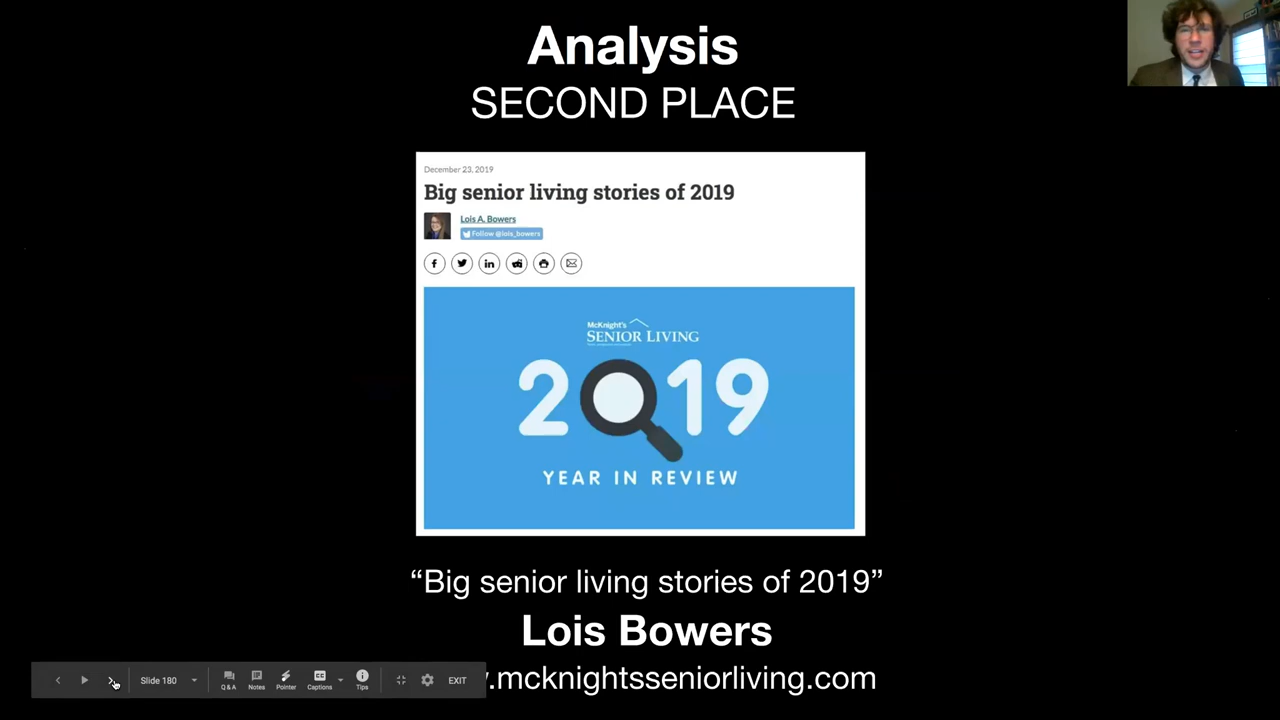 Analysis
SECOND PLACE
December 23, 2019
Big senior living stories of 2019
Lois A. Bowers
Follow @lois_bowers
McKnight's
SENIOR LIVING
2019
YEAR IN REVIEW
“Big senior living stories of 2019”
Lois Bowers
.mcknightsseniorliving.com
Slide 180
Q & A
Notes
Pointer
Captions
Tips
EXIT